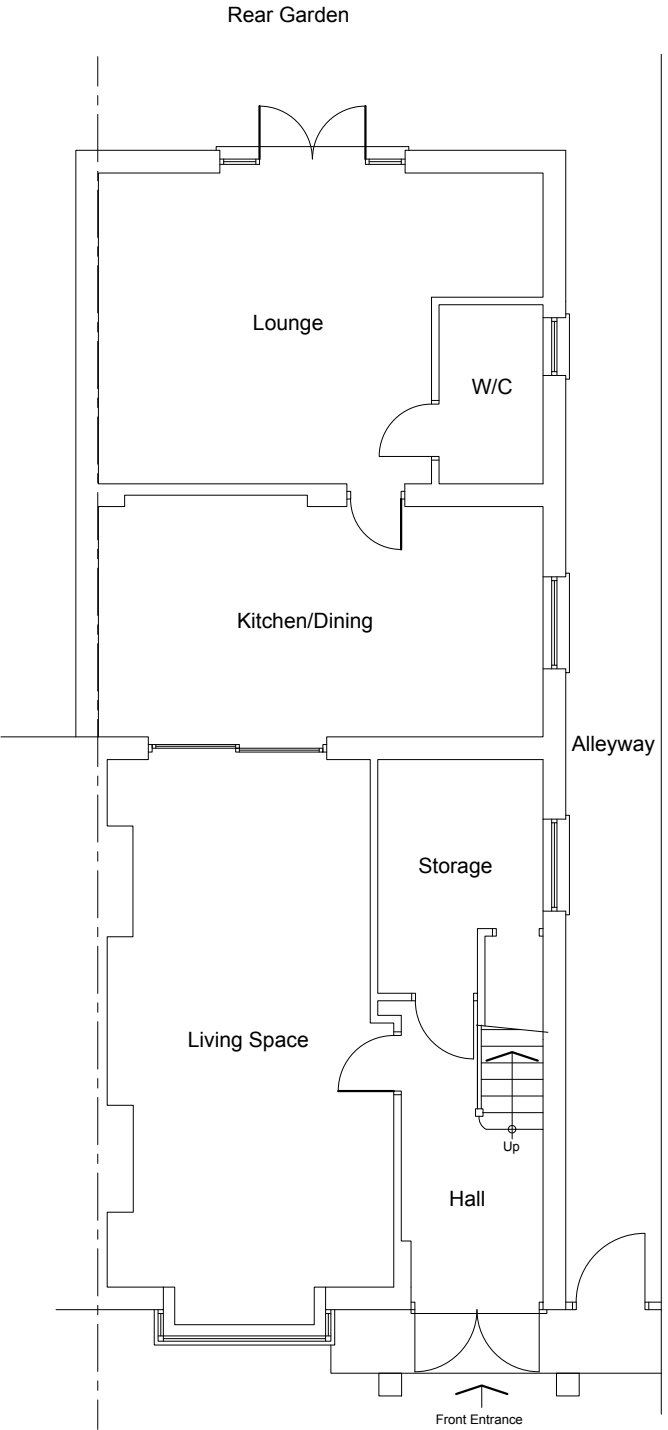 Rear Garden
Lounge
W/C
Kitchen/Dining
Alleyway
Storage
Living Space
Up
Hall
Front Entrance